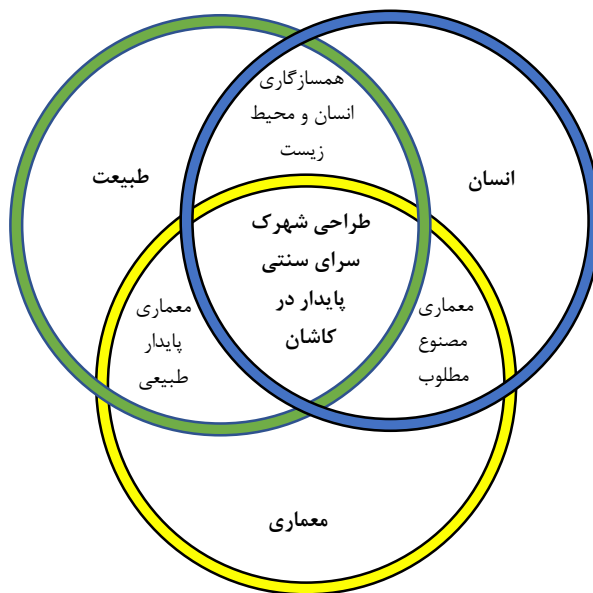 همسازگاری
انسان و محیط
زیست
انسان
طبیعت
طراحی شهرک
سرای سنتی
پایدار در
کاشان
معماری
مصنوع
مطلوب
معماری
پایدار
طبیعی
معماری